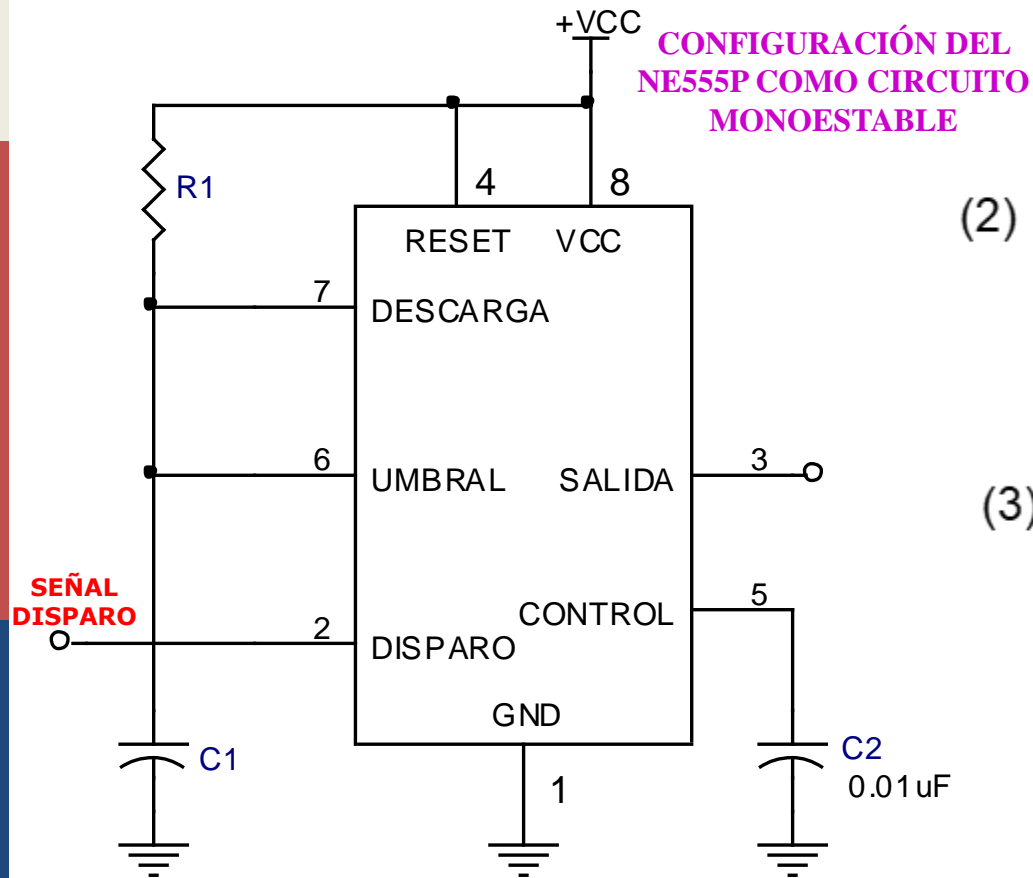 +VCC
CONFIGURACIÓN DEL
NE555P COMO CIRCUITO
MONOESTABLE
R1
4
8
(2)
RESET
VCC
7
DESCARGA
6
UMBRAL
SALIDA
3
(3)
SEÑAL
DISPARO
2
DISPARO
CONTROL
5
GND
C1
1
C2
0.01uF